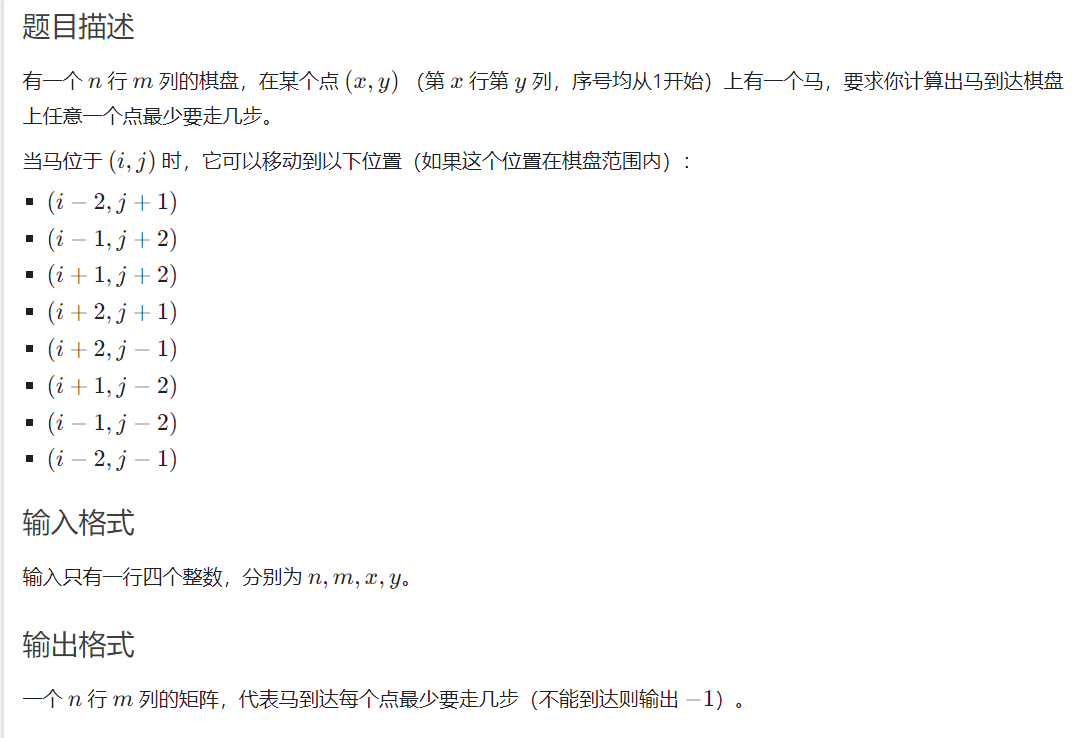 题目描述
有一个 n 行 m 列的棋盘，在某个点 (x, y) （第 x 行第 y 列，序号均从1开始）上有一个马，要求你计算出马到达棋盘
上任意一个点最少要走几步。
当马位于 (i, j) 时，它可以移动到以下位置（如果这个位置在棋盘范围内）：
▪ (i − 2, j + 1)
▪ (i − 1, j + 2)
▪ (i + 1, j + 2)
▪ (i + 2, j + 1)
▪ (i + 2, j − 1)
▪ (i + 1, j − 2)
▪ (i − 1, j − 2)
▪ (i − 2, j − 1)
输入格式
输入只有一行四个整数，分别为 n, m, x, y。
输出格式
一个 n 行 m 列的矩阵，代表马到达每个点最少要走几步（不能到达则输出 −1）。